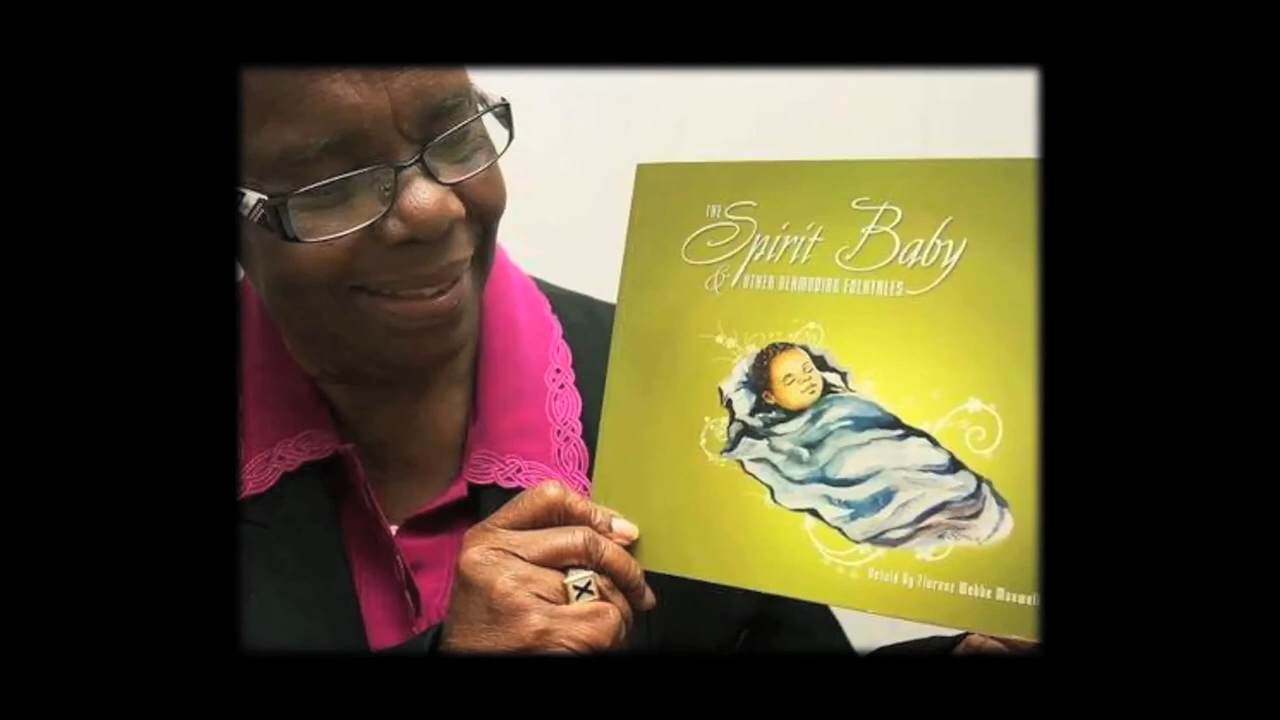 THE
Spirit Baby
& OTHER BERMUDIAN FOLKTALES
Retold By Florenz Webbe Maxwell
X